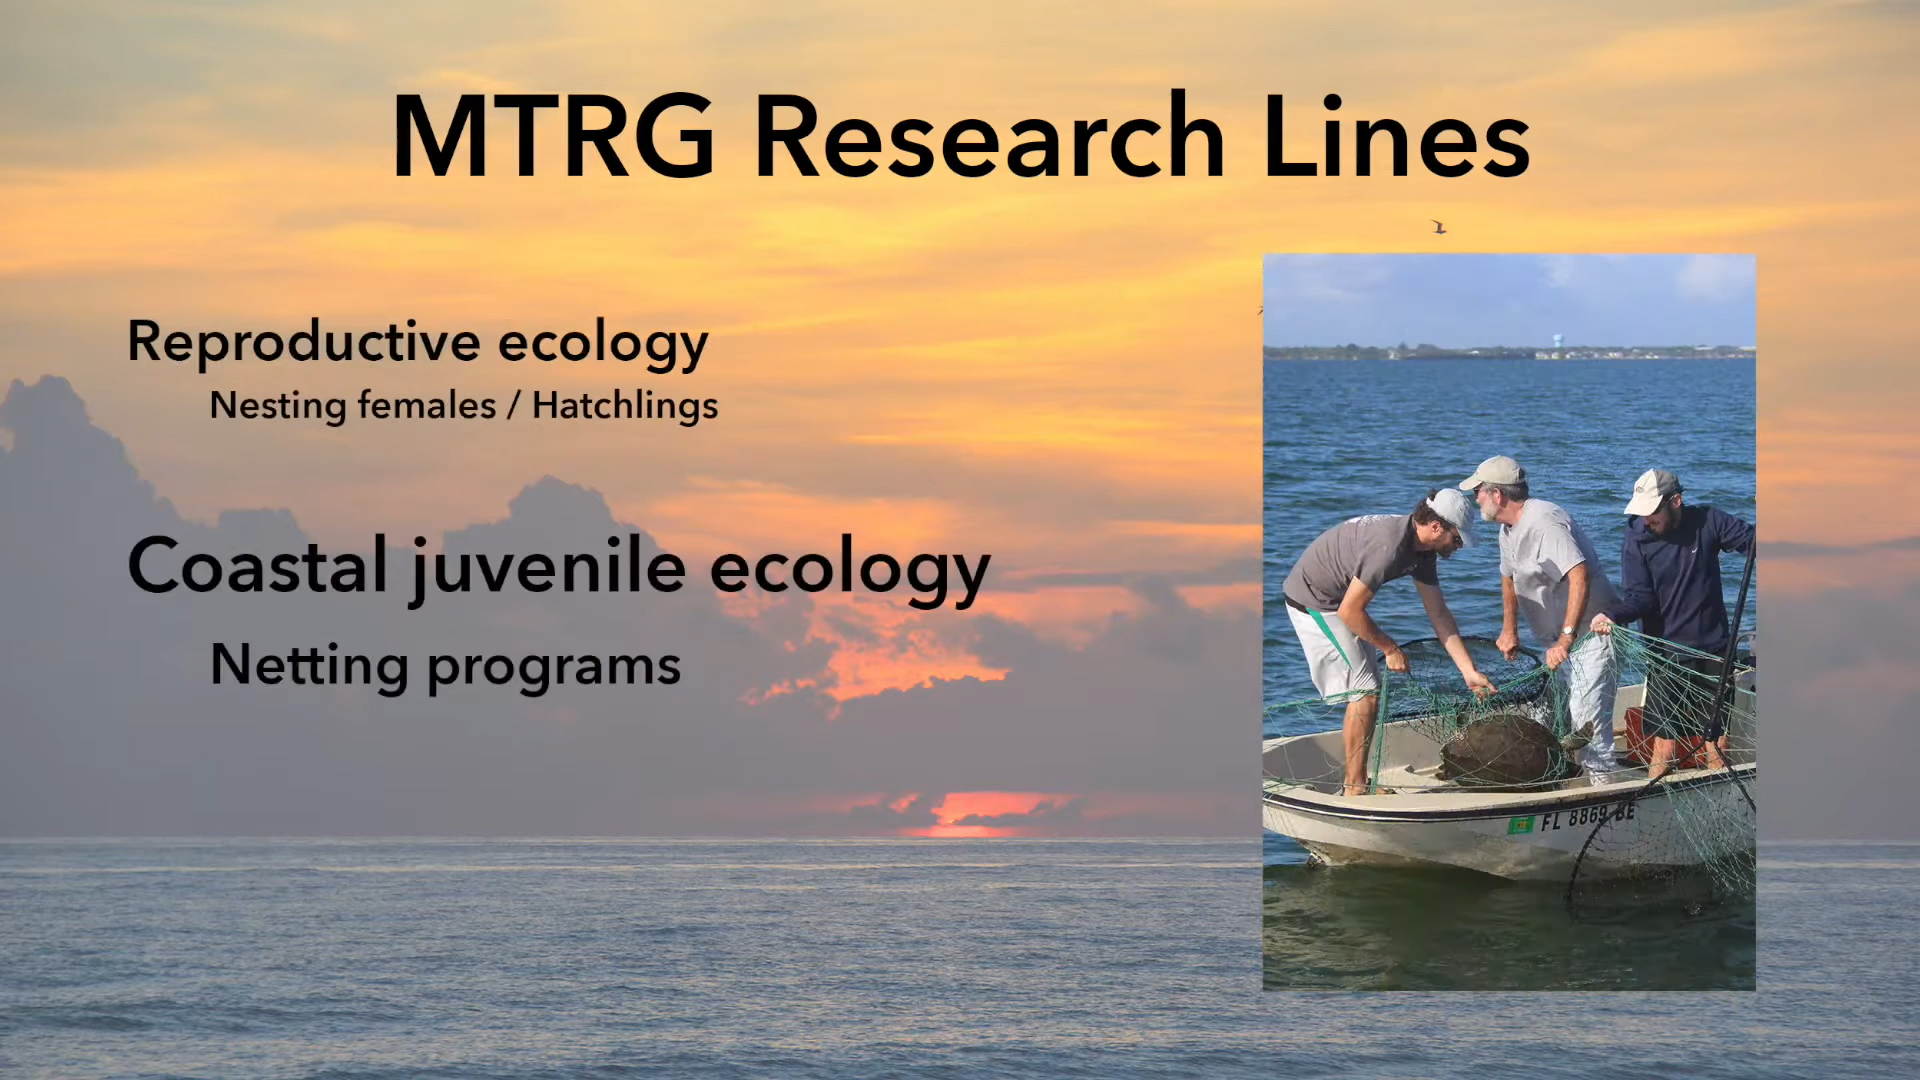 MTRG Research Lines
Reproductive ecology
Nesting females / Hatchlings
Coastal juvenile ecology
Netting programs
FL 8869 BE